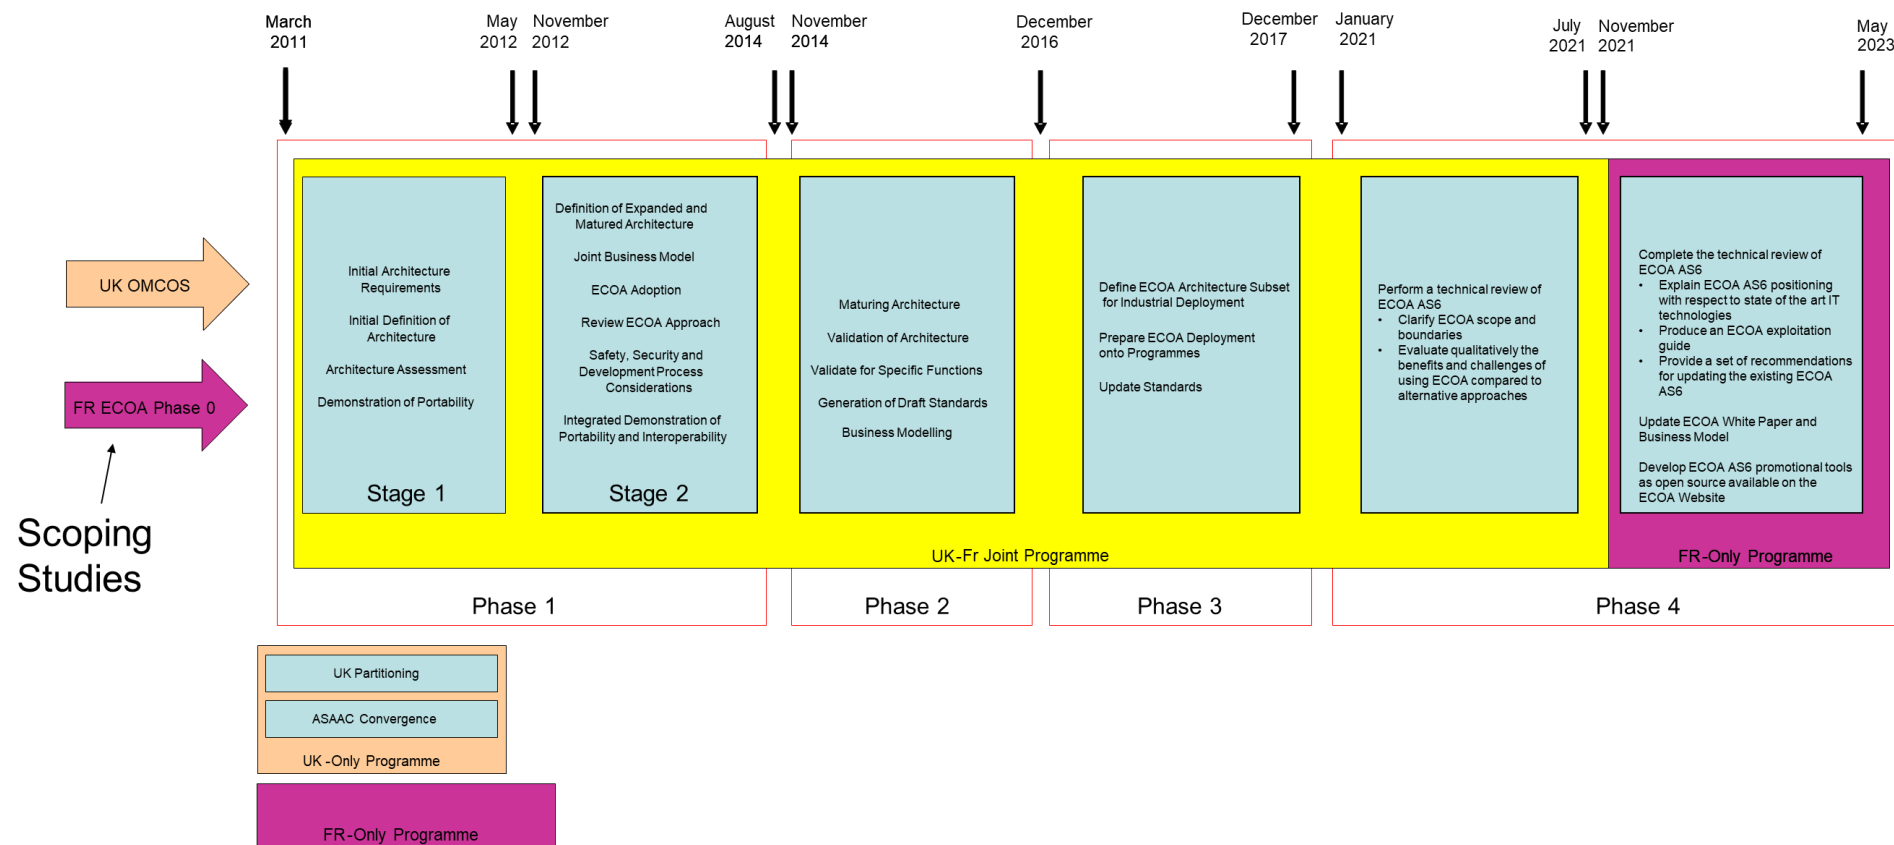 March
2011
May
2012
November
2012
August
2014
November
2014
December
2016
December
2017
January
2021
July
2021
November
2021
May
2023
UK OMCOS
FR ECOA Phase 0
Scoping
Studies
Initial Architecture
Requirements
Initial Definition of
Architecture
Architecture Assessment
Demonstration of Portability
Stage 1
Definition of Expanded and
Matured Architecture
Joint Business Model
ECOA Adoption
Review ECOA Approach
Safety, Security and
Development Process
Considerations
Integrated Demonstration of
Portability and Interoperability
Stage 2
Maturing Architecture
Validation of Architecture
Validate for Specific Functions
Generation of Draft Standards
Business Modelling
Define ECOA Architecture Subset
for Industrial Deployment
Prepare ECOA Deployment
onto Programmes
Update Standards
Perform a technical review of
ECOA AS6
• Clarify ECOA scope and
boundaries
• Evaluate qualitatively the
benefits and challenges of
using ECOA compared to
alternative approaches
Complete the technical review of
ECOA AS6
• Explain ECOA AS6 positioning
with respect to state of the art IT
technologies
• Produce an ECOA exploitation
guide
• Provide a set of recommendations
for updating the existing ECOA
AS6
Update ECOA White Paper and
Business Model
Develop ECOA AS6 promotional tools
as open source available on the
ECOA Website
UK-Fr Joint Programme
FR-Only Programme
Phase 1
Phase 2
Phase 3
Phase 4
UK Partitioning
ASAAC Convergence
UK -Only Programme
FR-Only Programme